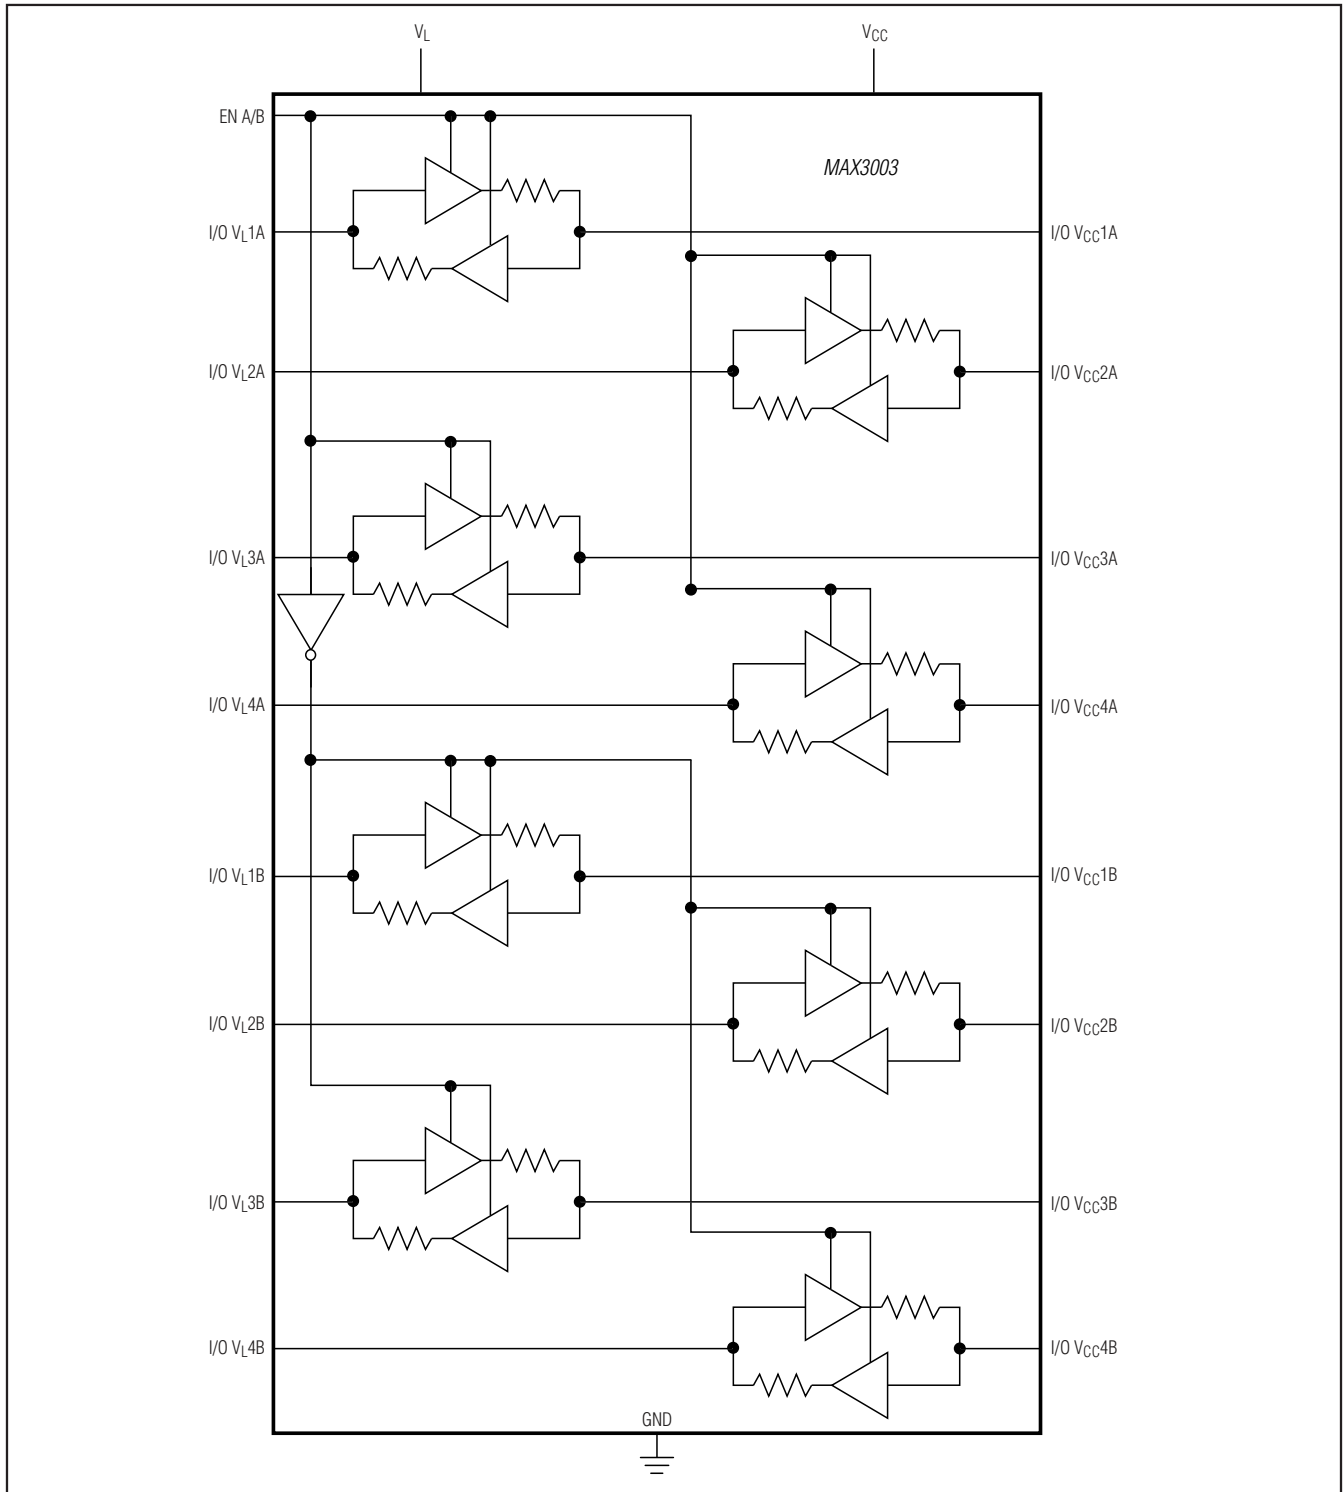 VL VCC
EN A/B
MAX3003
I/O VL1A I/O VCC1A
I/O VL2A I/O VCC2A
I/O VL3A I/O VCC3A
I/O VL4A I/O VCC4A
I/O VL1B I/O VCC1B
I/O VL2B I/O VCC2B
I/O VL3B I/O VCC3B
I/O VL4B I/O VCC4B
GND